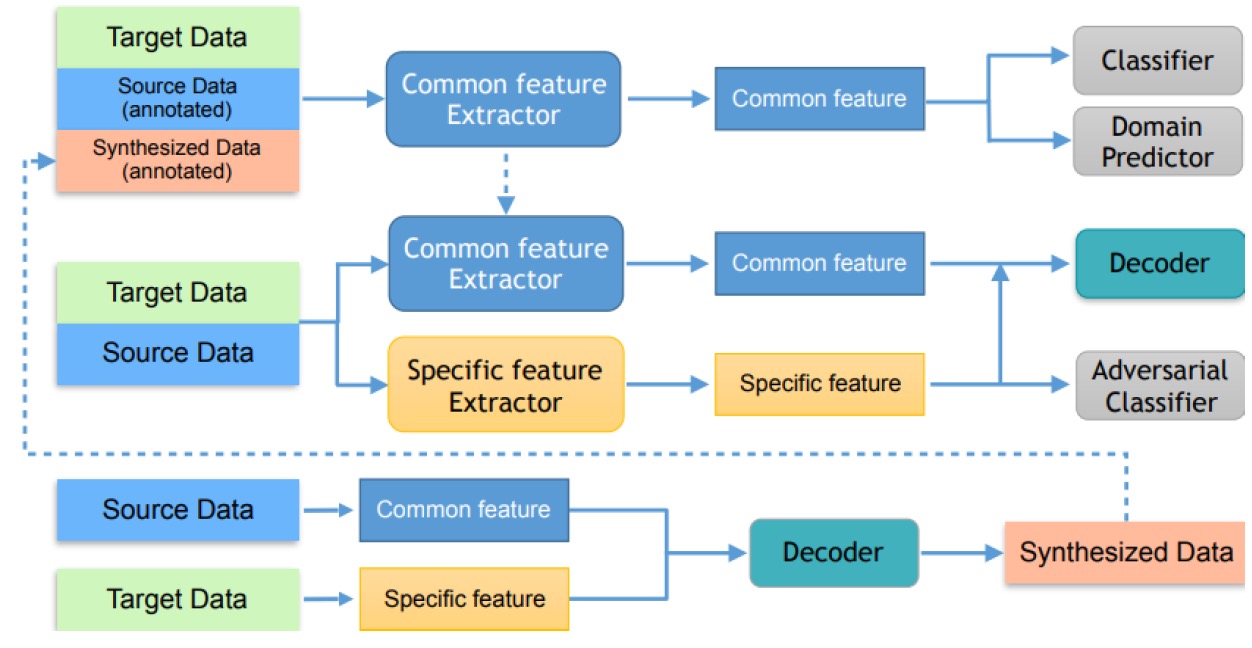 Target Data
Source Data
(annotated)
Synthesized Data
(annotated)
Common feature
Extractor
Common feature
Classifier
Domain
Predictor
Target Data
Source Data
Common feature
Extractor
Common feature
Decoder
Specific feature
Extractor
Specific feature
Adversarial
Classifier
Source Data
Common feature
Target Data
Specific feature
Decoder
Synthesized Data